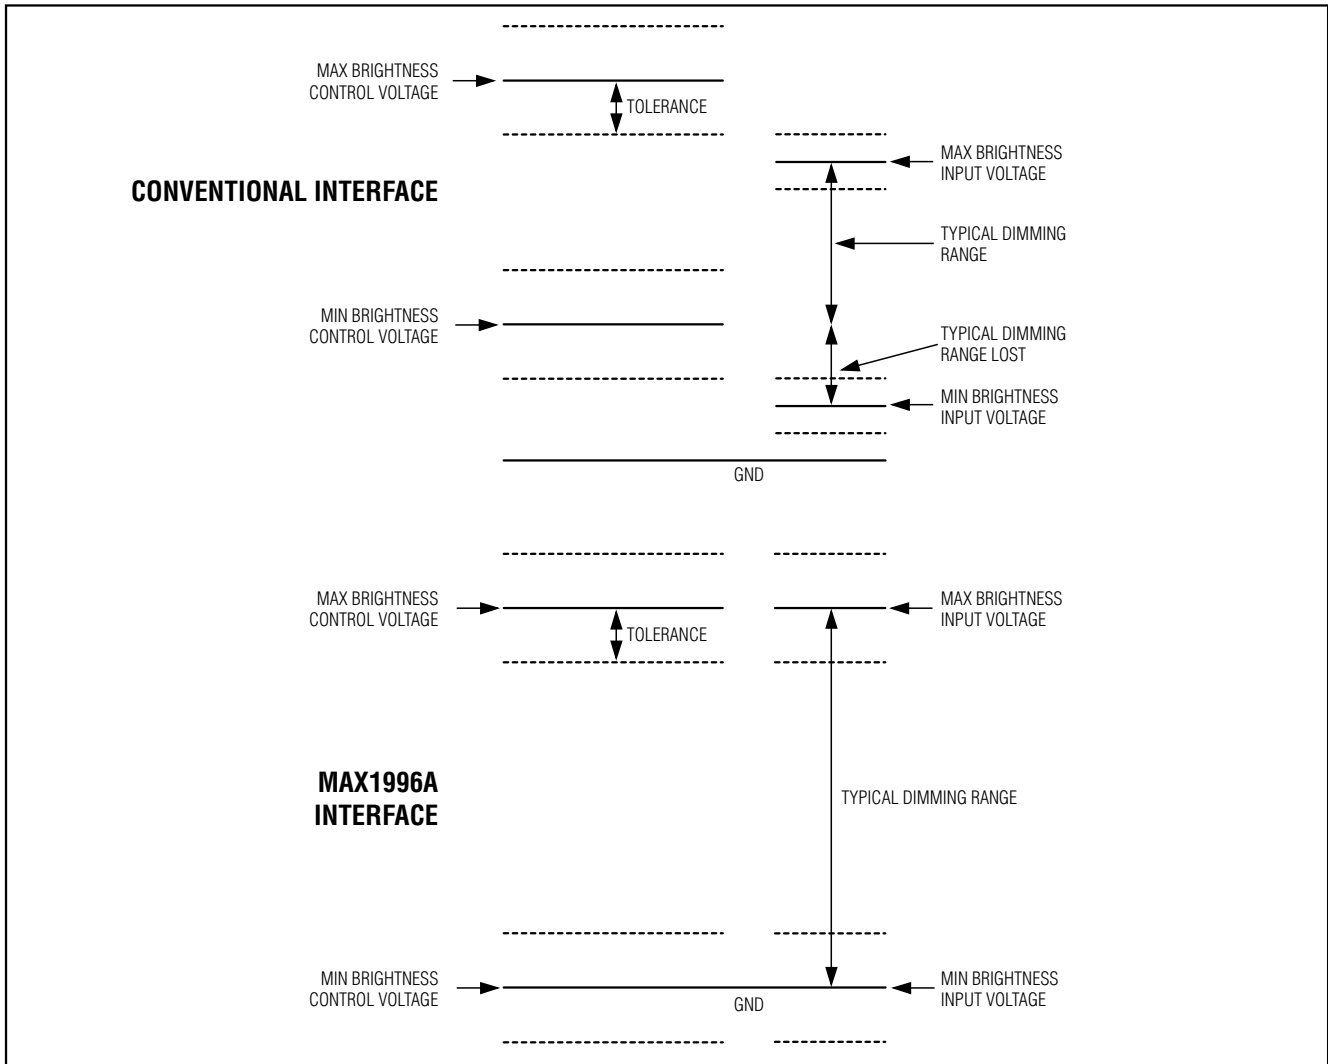 MAX BRIGHTNESS
CONTROL VOLTAGE
TOLERANCE
MAX BRIGHTNESS
INPUT VOLTAGE
CONVENTIONAL INTERFACE
TYPICAL DIMMING
RANGE
MIN BRIGHTNESS
CONTROL VOLTAGE
TYPICAL DIMMING
RANGE LOST
MIN BRIGHTNESS
INPUT VOLTAGE
GND
MAX BRIGHTNESS
CONTROL VOLTAGE
TOLERANCE
MAX BRIGHTNESS
INPUT VOLTAGE
MAX1996A
INTERFACE
TYPICAL DIMMING RANGE
MIN BRIGHTNESS
CONTROL VOLTAGE
GND
MIN BRIGHTNESS
INPUT VOLTAGE